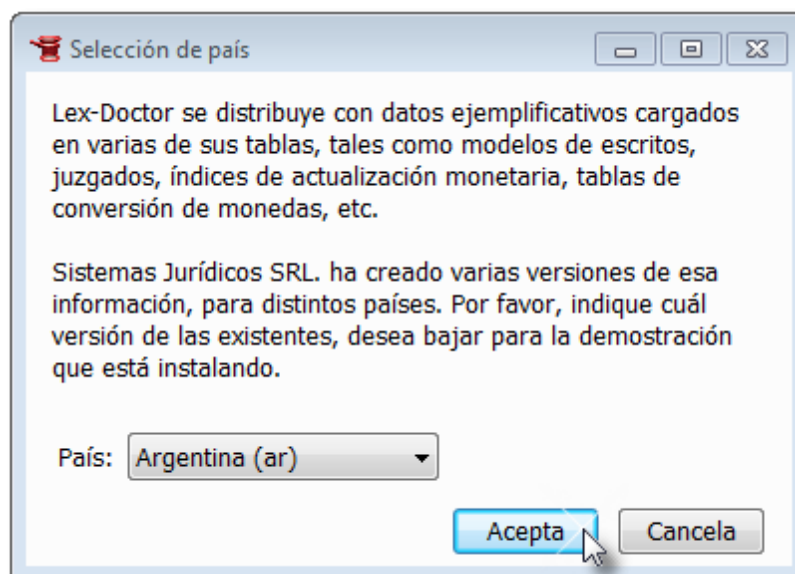 Selección de país
Lex-Doctor se distribuye con datos ejemplificativos cargados
en varias de sus tablas, tales como modelos de escritos,
juzgados, índices de actualización monetaria, tablas de
conversión de monedas, etc.
Sistemas Jurídicos SRL. ha creado varias versiones de esa
información, para distintos países. Por favor, indique cuál
versión de las existentes, desea bajar para la demostración
que está instalando.
País: Argentina (ar)
Acepta Cancela